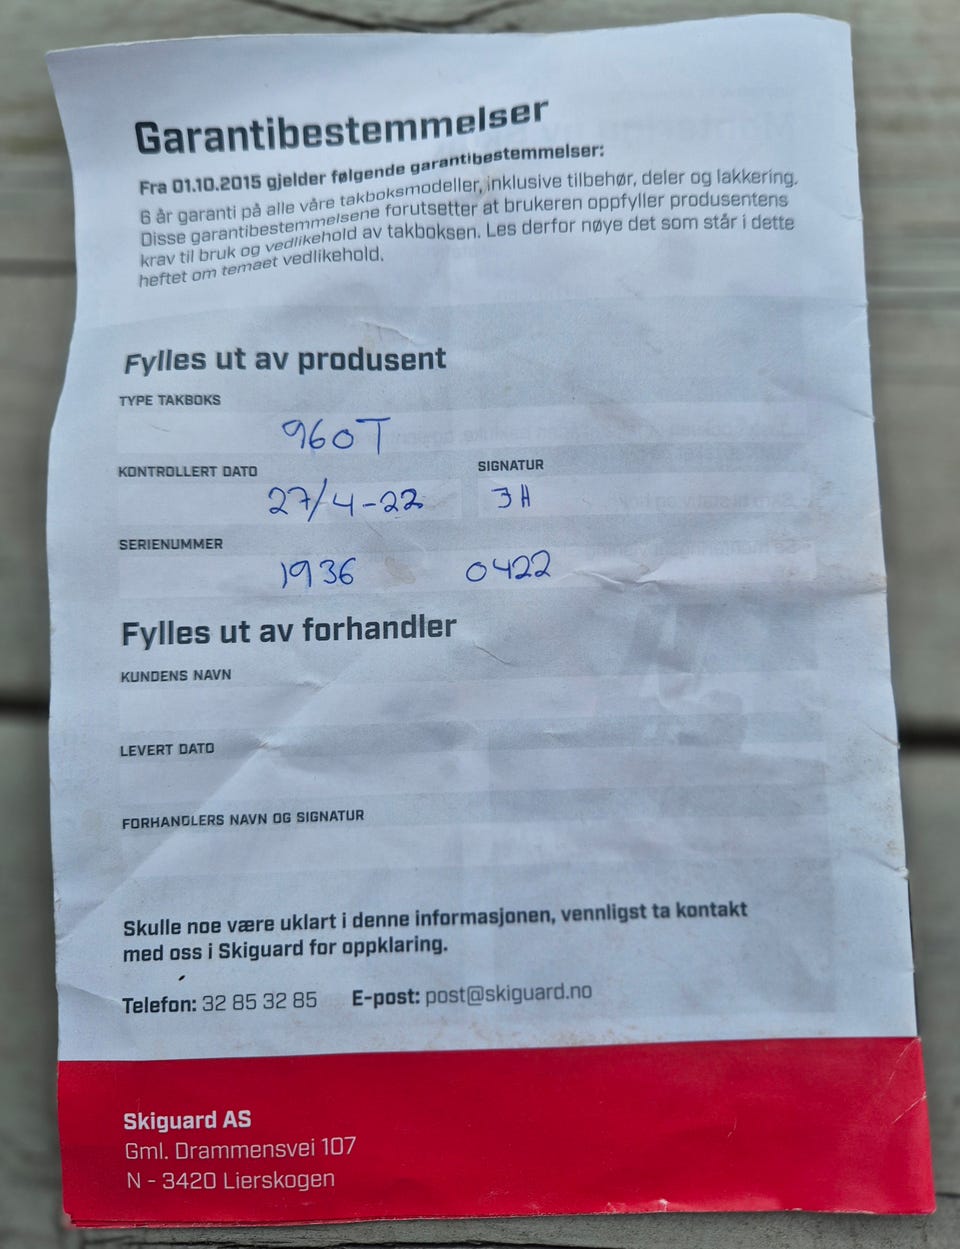 Garantibestemmelser
Fra 01.10.2015 gjelder følgende garantibestemmelser:
6 år garanti på alle våre takboksmodeller, inklusive tilbehør, deler og lakkering.
Disse garantibestemmelsene forutsetter at brukeren oppfyller produsentens
krav til bruk og vedlikehold av takboksen. Les derfor nøye det som står i dette
heftet om temaet vedlikehold.
Fylles ut av produsent
TYPE TAKBOKS
960T
KONTROLLERT DATO SIGNATUR
27/4-22 JH
SERIENUMMER
1936 0422
Fylles ut av forhandler
KUNDENS NAVN
LEVERT DATO
FORHANDLERS NAVN OG SIGNATUR
Skulle noe være uklart i denne informasjonen, vennligst ta kontakt
med oss i Skiguard for oppklaring.
Telefon: 32 85 32 85 E-post: post@skiguard.no
Skiguard AS
Gml. Drammensvei 107
N - 3420 Lierskogen